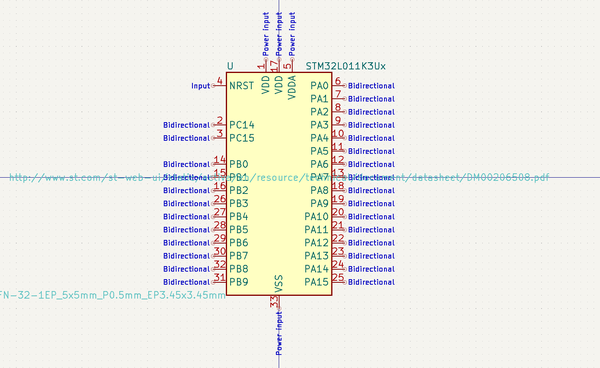 Power input Power input Power input
U STM32L011K3Ux
1 17 5
VDD VDD VDDA
Input 4 NRST PA0 6 Bidirectional
PA1 7 Bidirectional
PA2 8 Bidirectional
Bidirectional 2 PC14 PA3 9 Bidirectional
Bidirectional 3 PC15 PA4 10 Bidirectional
PA5 11 Bidirectional
Bidirectional 14 PB0 PA6 12 Bidirectional
Bidirectional 15 PB1 PA7 13 Bidirectional
http://www.st.com/st-web-ui /resource/ /datasheet/DM00206508.pdf
Bidirectional 16 PB2 PA8 18 Bidirectional
Bidirectional 26 PB3 PA9 19 Bidirectional
Bidirectional 27 PB4 PA10 20 Bidirectional
Bidirectional 28 PB5 PA11 21 Bidirectional
Bidirectional 29 PB6 PA12 22 Bidirectional
Bidirectional 30 PB7 PA13 23 Bidirectional
Bidirectional 32 PB8 PA14 24 Bidirectional
Bidirectional 31 PB9 PA15 25 Bidirectional
VSS
FN-32-1EP_5x5mm_P0.5mm_EP3.45x3.45mm
33
Power input